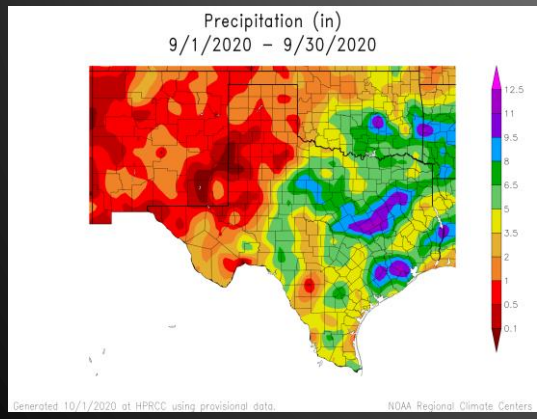 Precipitation (in)
9/1/2020 – 9/30/2020
12.5
11
9.5
8
6.5
5
3.5
2
1
0.5
0.1
Generated 10/1/2020 at HPRCC using provisional data.
NOAA Regional Climate Centers